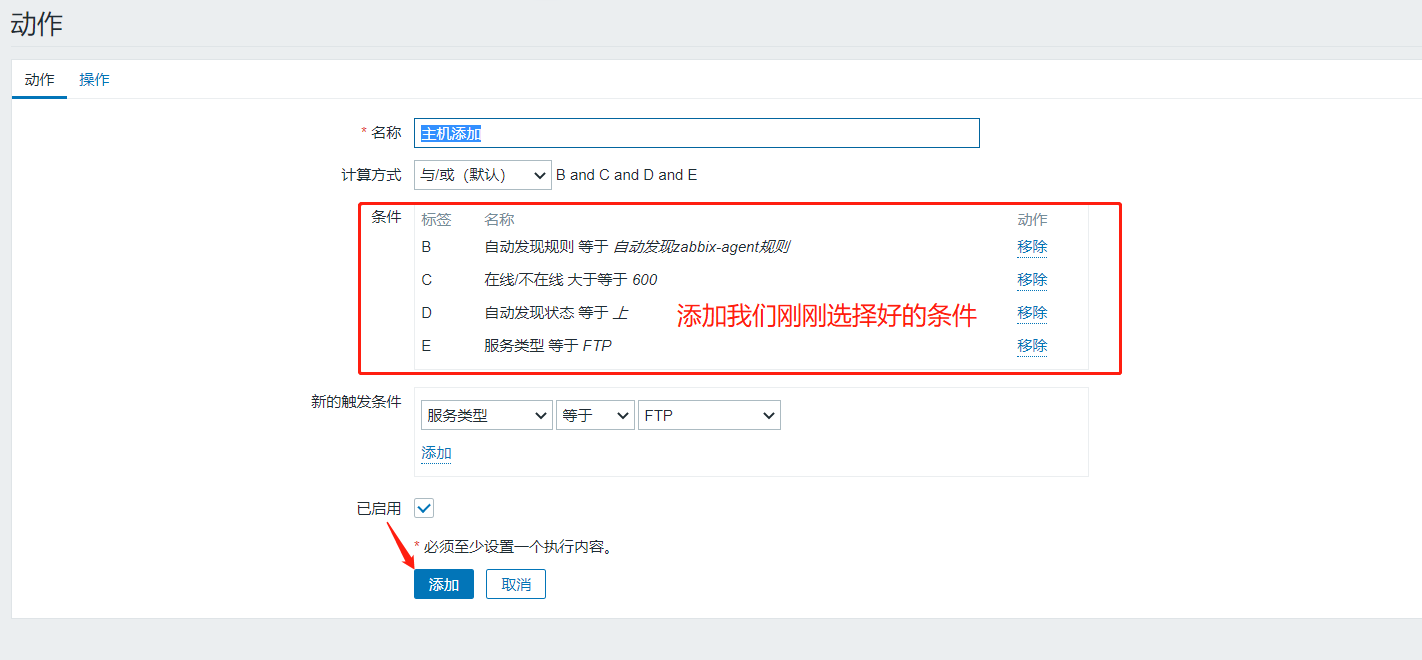 动作
动作 操作
* 名称 主机添加
计算方式 与/或（默认） B and C and D and E
条件 标签 名称 动作
B 自动发现规则 等于 自动发现zabbix-agent规则 移除
C 在线/不在线 大于等于 600 移除
D 自动发现状态 等于 上 移除
添加我们刚刚选择好的条件
E 服务类型 等于 FTP 移除
新的触发条件 服务类型 等于 FTP
添加
已启用
* 必须至少设置一个执行内容。
添加 取消